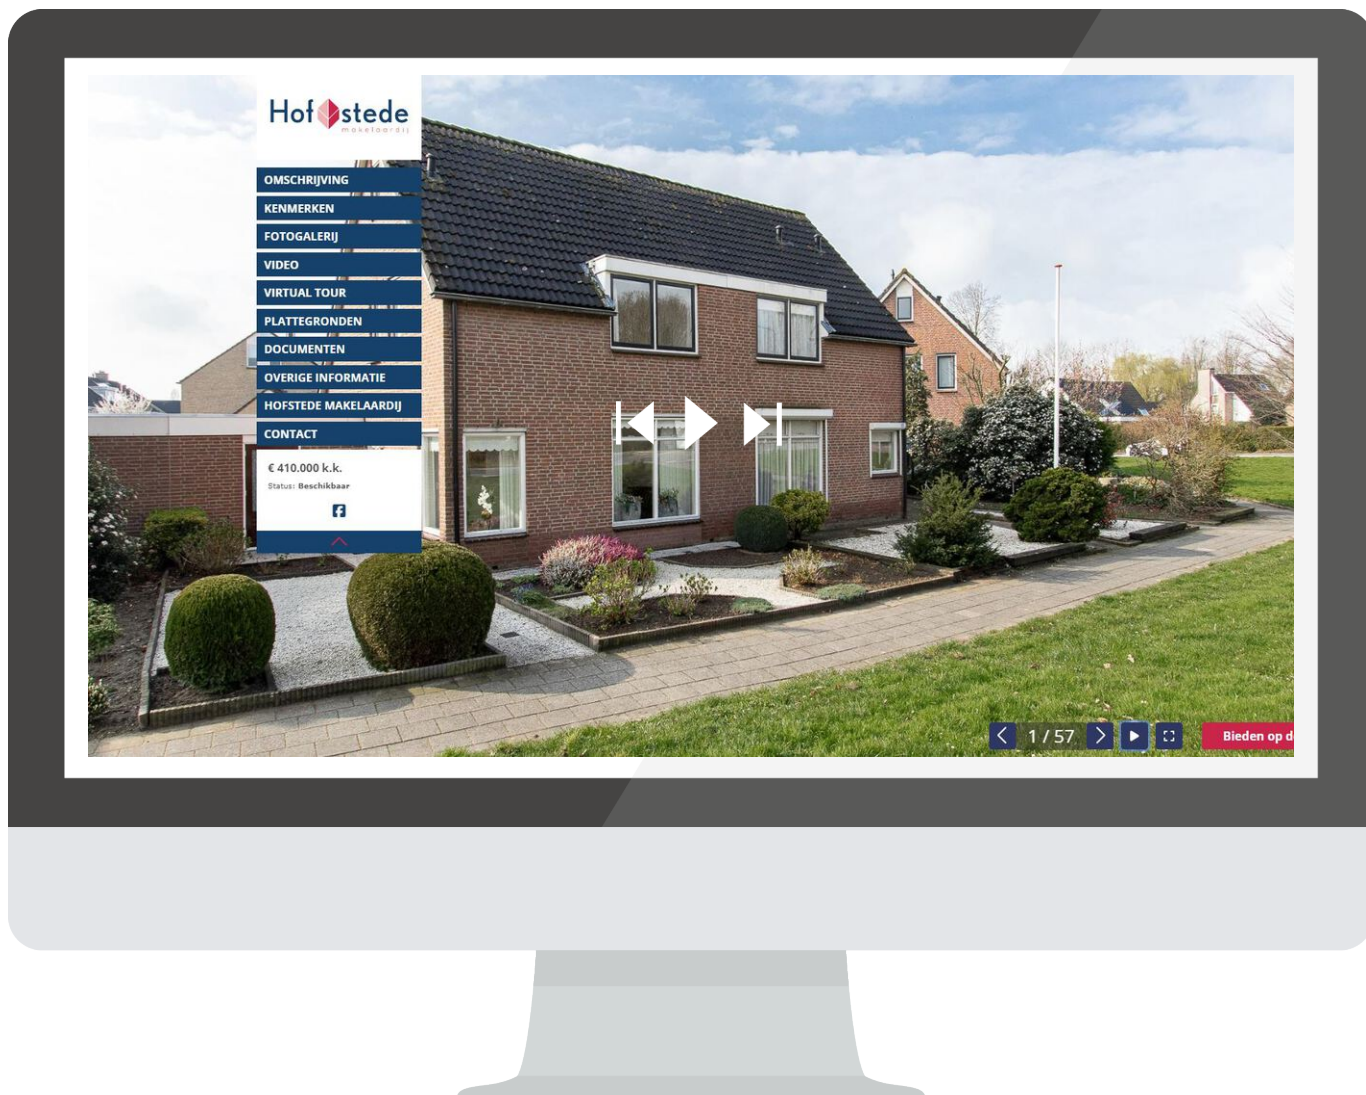 Hofstede
makelaardij
OMSCHRIJVING
KENMERKEN
FOTOGALERIJ
VIDEO
VIRTUAL TOUR
PLATTEGRONDEN
DOCUMENTEN
OVERIGE INFORMATIE
HOFSTEDE MAKELAARDIJ
CONTACT
€ 410.000 k.k.
Status: Beschikbaar
1 / 57
Bieden op d